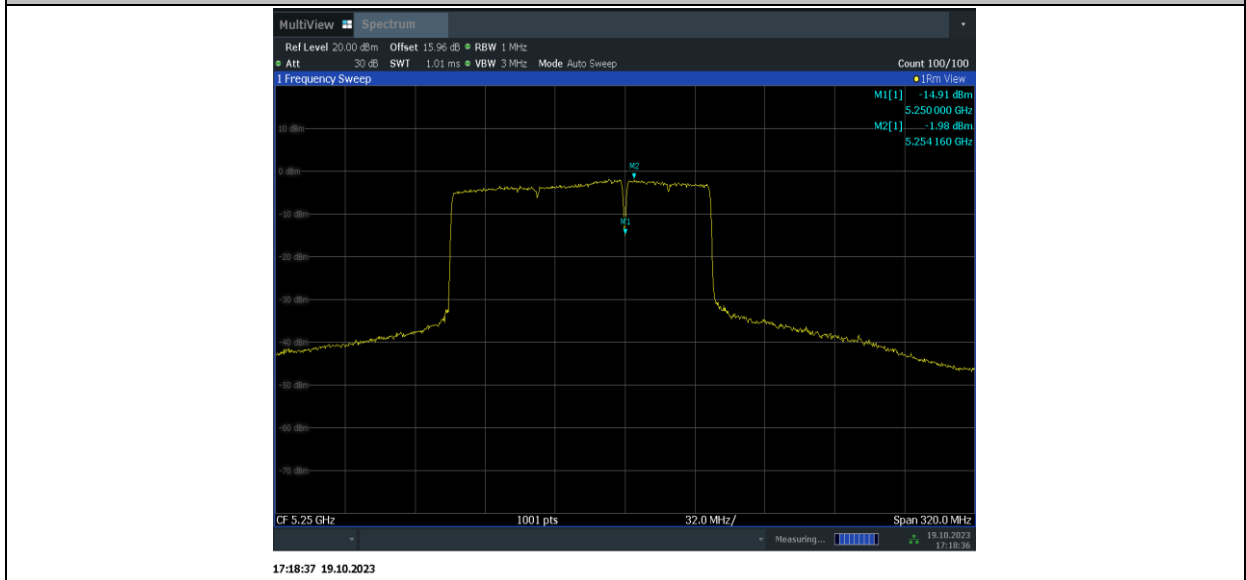 MultiView Spectrum
Ref Level 20.00 dBm Offset 15.96 dB RBW 1 MHz
Att 30 dB SWT 1.01 ms VBW 3 MHz Mode Auto Sweep Count 100/100
1 Frequency Sweep 1Rm View
M1[1] -14.91 dBm
5.250 000 GHz
10 dBm M2[1] -1.98 dBm
5.254 160 GHz
M2
0 dBm
-10 dBm
M1
-20 dBm
-30 dBm
-40 dBm
-50 dBm
-60 dBm
-70 dBm
CF 5.25 GHz 1001 pts 32.0 MHz/ Span 320.0 MHz
Measuring... 19.10.2023
17:18:36
17:18:37 19.10.2023